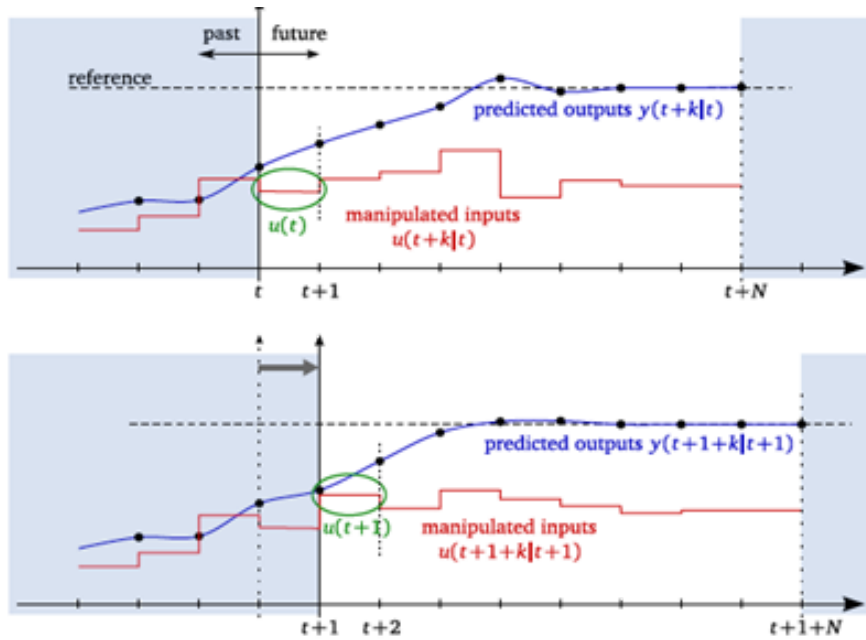 past future
reference
predicted outputs y(t+k|t)
u(t)
manipulated inputs
u(t+k|t)
t t+1 t+N
predicted outputs y(t+1+k|t+1)
u(t+1)
manipulated inputs
u(t+1+k|t+1)
t+1 t+2 t+1+N